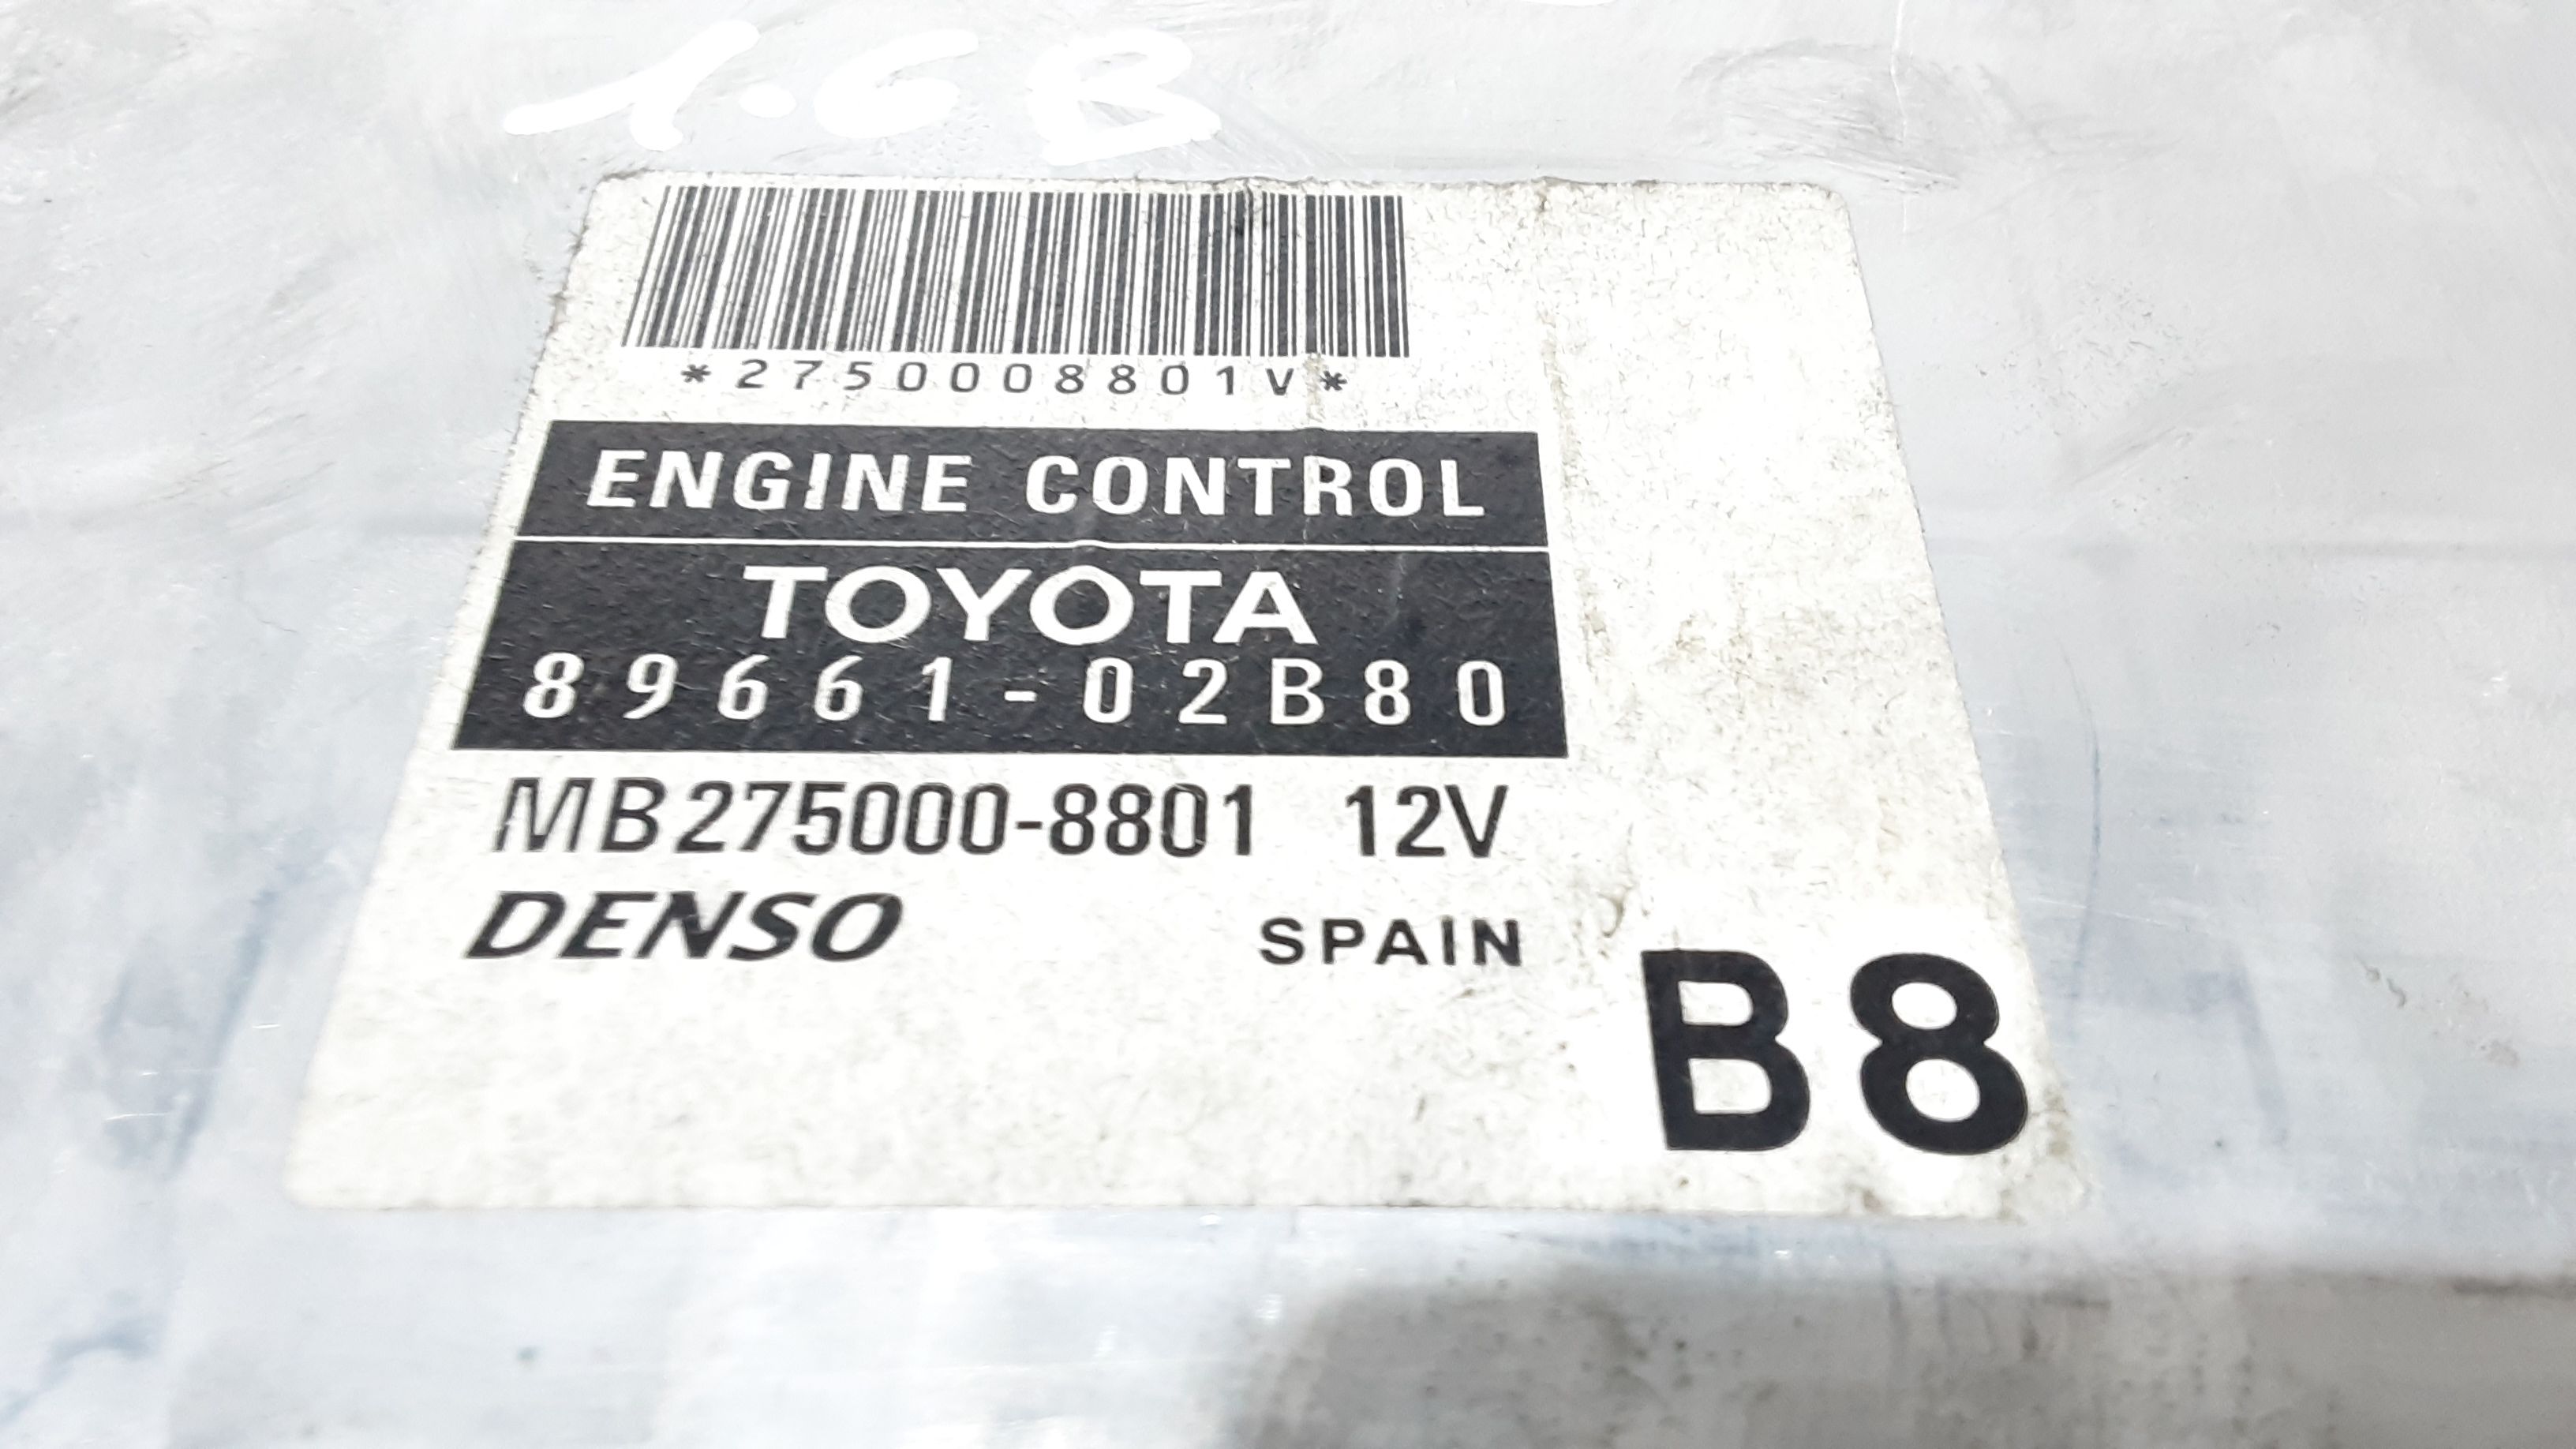 1.6B
*2750008801V*
ENGINE CONTROL
TOYOTA
89661-02B80
MB275000-8801 12V
DENSO SPAIN
B8